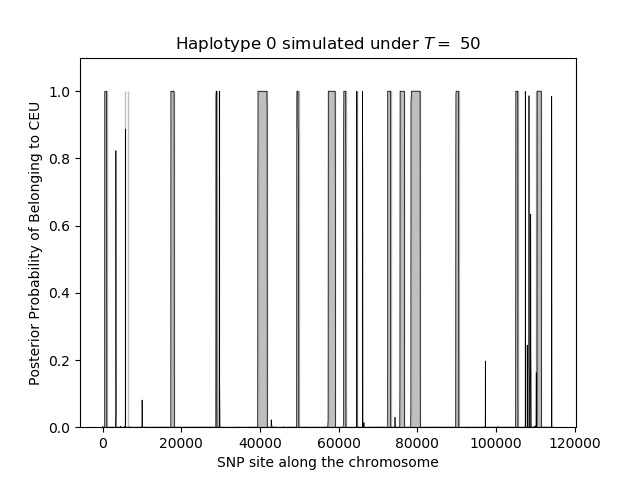 Haplotype 0 simulated under T = 50
Posterior Probability of Belonging to CEU
1.0
0.8
0.6
0.4
0.2
0.0
0 20000 40000 60000 80000 100000 120000
SNP site along the chromosome